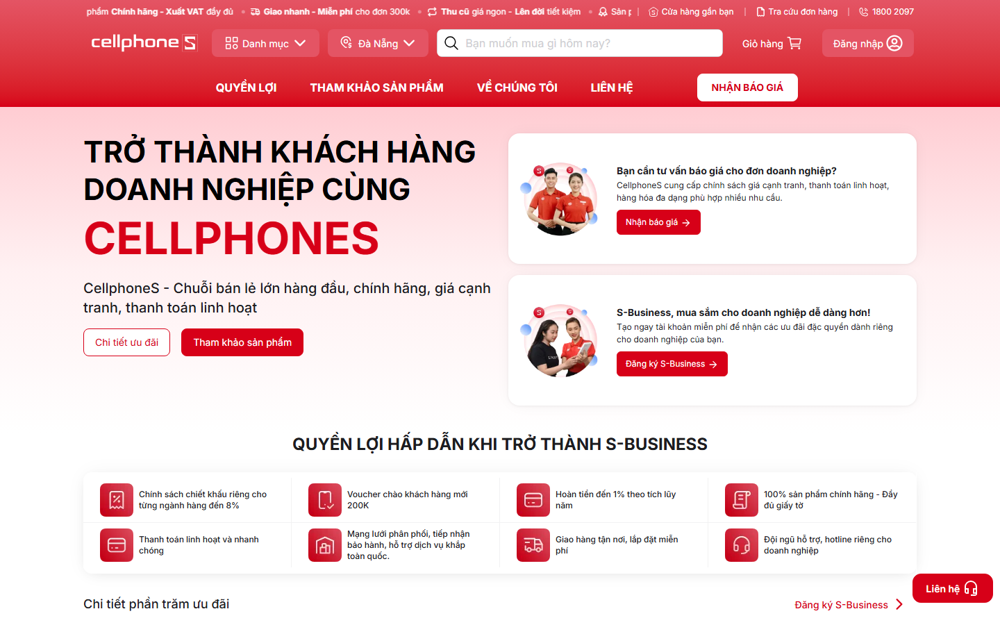 phẩm Chính hãng - Xuất VAT đầy đủ
Giao nhanh - Miễn phí cho đơn 300k
Thu cũ giá ngon - Lên đời tiết kiệm
Sản
Cửa hàng gần bạn
Tra cứu đơn hàng
1800 2097
cellphoneS
Danh mục
Đà Nẵng
Bạn muốn mua gì hôm nay?
Giỏ hàng
Đăng nhập
QUYỀN LỢI
THAM KHẢO SẢN PHẨM
VỀ CHÚNG TÔI
LIÊN HỆ
NHẬN BÁO GIÁ
TRỞ THÀNH KHÁCH HÀNG
DOANH NGHIỆP CÙNG
CELLPHONES
CellphoneS - Chuỗi bán lẻ lớn hàng đầu, chính hãng, giá cạnh
tranh, thanh toán linh hoạt
Chi tiết ưu đãi
Tham khảo sản phẩm
Bạn cần tư vấn báo giá cho đơn doanh nghiệp?
CellphoneS cung cấp chính sách giá cạnh tranh, thanh toán linh hoạt,
hàng hóa đa dạng phù hợp nhiều nhu cầu.
Nhận báo giá
S-Business, mua sắm cho doanh nghiệp dễ dàng hơn!
Tạo ngay tài khoản miễn phí để nhận các ưu đãi đặc quyền dành riêng
cho doanh nghiệp của bạn.
Đăng ký S-Business
QUYỀN LỢI HẤP DẪN KHI TRỞ THÀNH S-BUSINESS
Chính sách chiết khấu riêng cho
từng ngành hàng đến 8%
Voucher chào khách hàng mới
200K
Hoàn tiền đến 1% theo tích lũy
năm
100% sản phẩm chính hãng - Đầy
đủ giấy tờ
Thanh toán linh hoạt và nhanh
chóng
Mạng lưới phân phối, tiếp nhận
bảo hành, hỗ trợ dịch vụ khắp
toàn quốc.
Giao hàng tận nơi, lắp đặt miễn
phí
Đội ngũ hỗ trợ, hotline riêng cho
doanh nghiệp
Liên hệ
Chi tiết phần trăm ưu đãi
Đăng ký S-Business